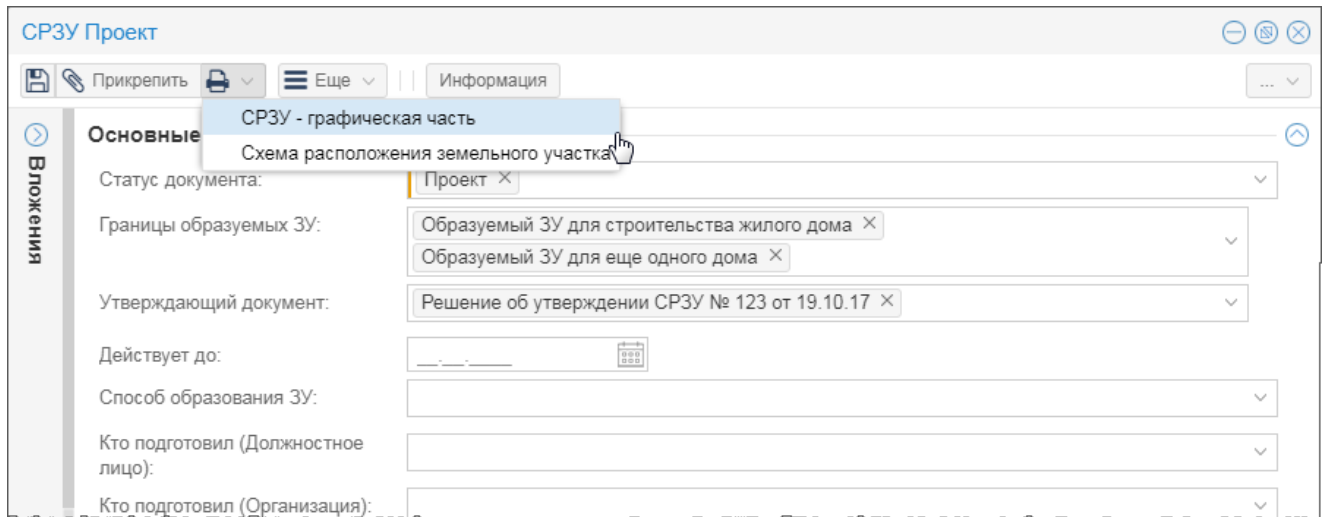 СРЗУ Проект
Прикрепить Еще Информация ...
СРЗУ - графическая часть
Основные
Схема расположения земельного участка
Вложения
Статус документа: Проект
Границы образуемых ЗУ: Образуемый ЗУ для строительства жилого дома
Образуемый ЗУ для еще одного дома
Утверждающий документ: Решение об утверждении СРЗУ № 123 от 19.10.17
Действует до: __.__.____
Способ образования ЗУ:
Кто подготовил (Должностное
лицо):
Кто подготовил (Организация):